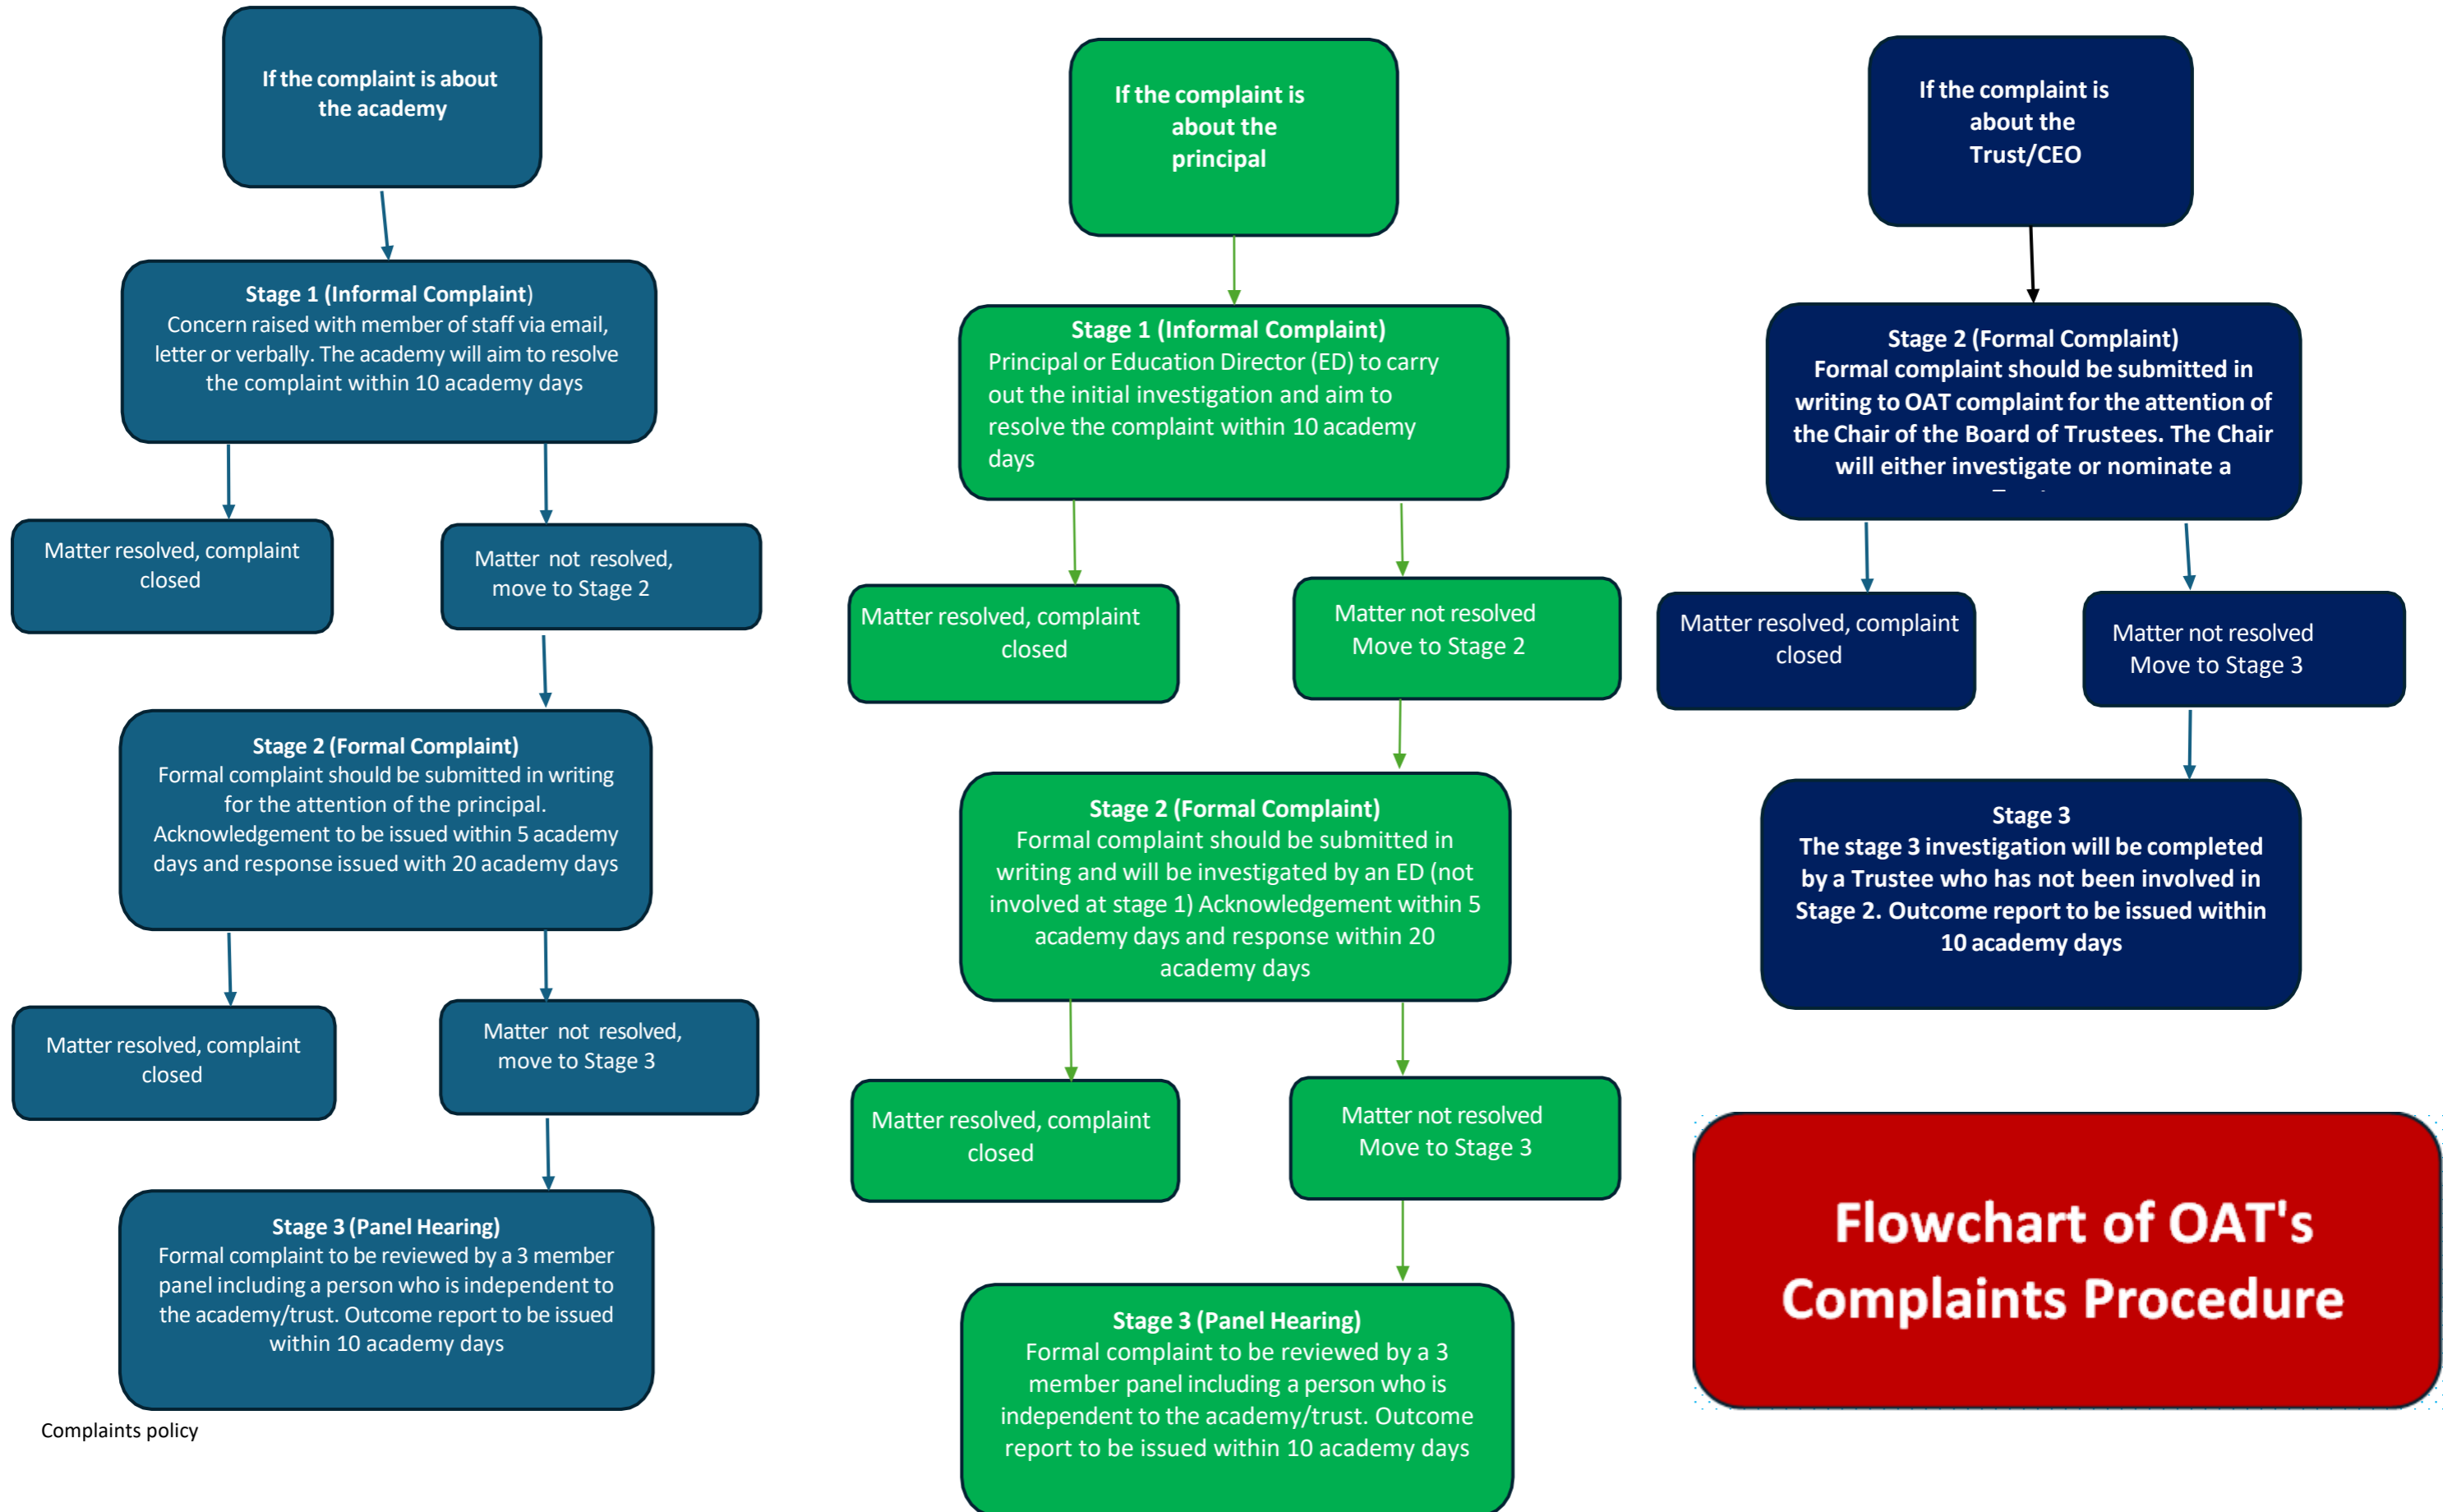 If the complaint is about
the academy
Stage 1 (Informal Complaint)
Concern raised with member of staff via email,
letter or verbally. The academy will aim to resolve
the complaint within 10 academy days
Matter resolved, complaint
closed
Matter not resolved,
move to Stage 2
Stage 2 (Formal Complaint)
Formal complaint should be submitted in writing
for the attention of the principal.
Acknowledgement to be issued within 5 academy
days and response issued with 20 academy days
Matter resolved, complaint
closed
Matter not resolved,
move to Stage 3
Stage 3 (Panel Hearing)
Formal complaint to be reviewed by a 3 member
panel including a person who is independent to
the academy/trust. Outcome report to be issued
within 10 academy days
Complaints policy
If the complaint is
about the
principal
Stage 1 (Informal Complaint)
Principal or Education Director (ED) to carry
out the initial investigation and aim to
resolve the complaint within 10 academy
days
Matter resolved, complaint
closed
Matter not resolved
Move to Stage 2
Stage 2 (Formal Complaint)
Formal complaint should be submitted in
writing and will be investigated by an ED (not
involved at stage 1) Acknowledgement within 5
academy days and response within 20
academy days
Matter resolved, complaint
closed
Matter not resolved
Move to Stage 3
Stage 3 (Panel Hearing)
Formal complaint to be reviewed by a 3
member panel including a person who is
independent to the academy/trust. Outcome
report to be issued within 10 academy days
If the complaint is
about the
Trust/CEO
Stage 2 (Formal Complaint)
Formal complaint should be submitted in
writing to OAT complaint for the attention of
the Chair of the Board of Trustees. The Chair
will either investigate or nominate a
Matter resolved, complaint
closed
Matter not resolved
Move to Stage 3
Stage 3
The stage 3 investigation will be completed
by a Trustee who has not been involved in
Stage 2. Outcome report to be issued within
10 academy days
Flowchart of OAT's
Complaints Procedure